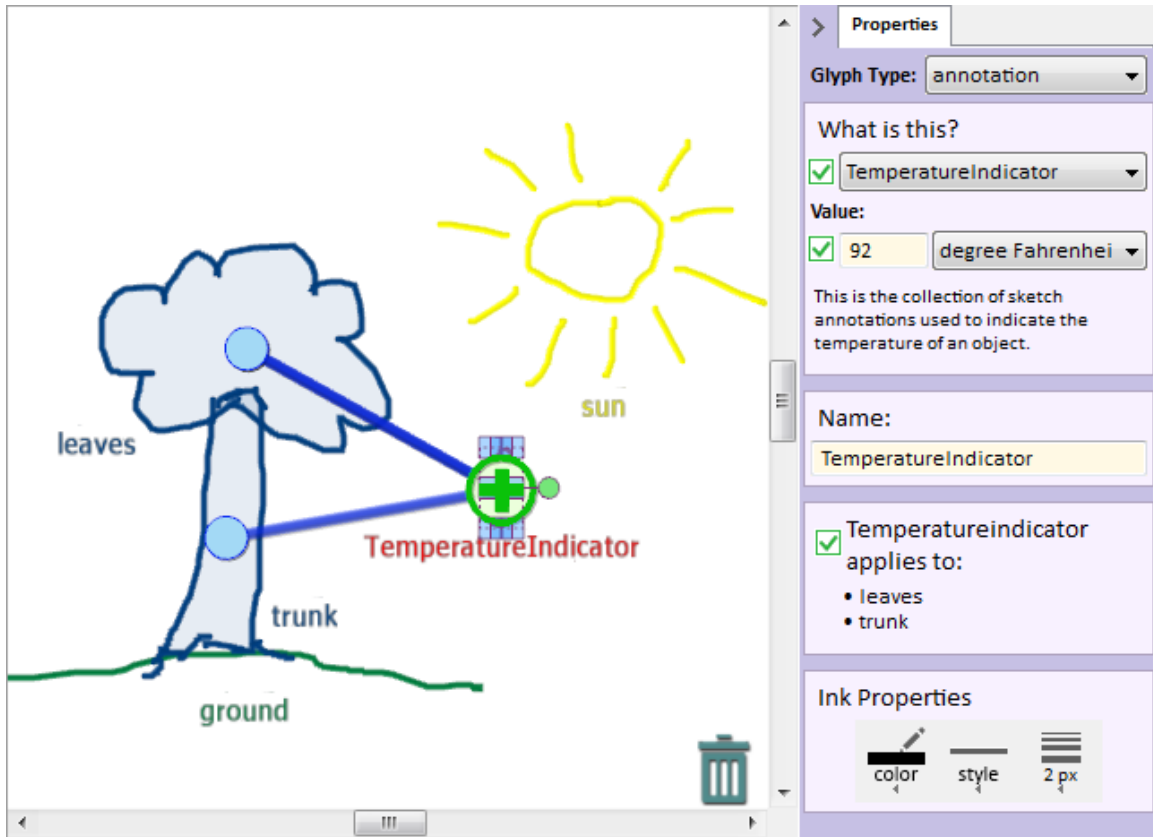 sun
leaves
TemperatureIndicator
trunk
ground
Properties
Glyph Type: annotation
What is this?
TemperatureIndicator
Value:
92 degree Fahrenhei
This is the collection of sketch
annotations used to indicate the
temperature of an object.
Name:
TemperatureIndicator
Temperatureindicator
applies to:
• leaves
• trunk
Ink Properties
color style 2 px